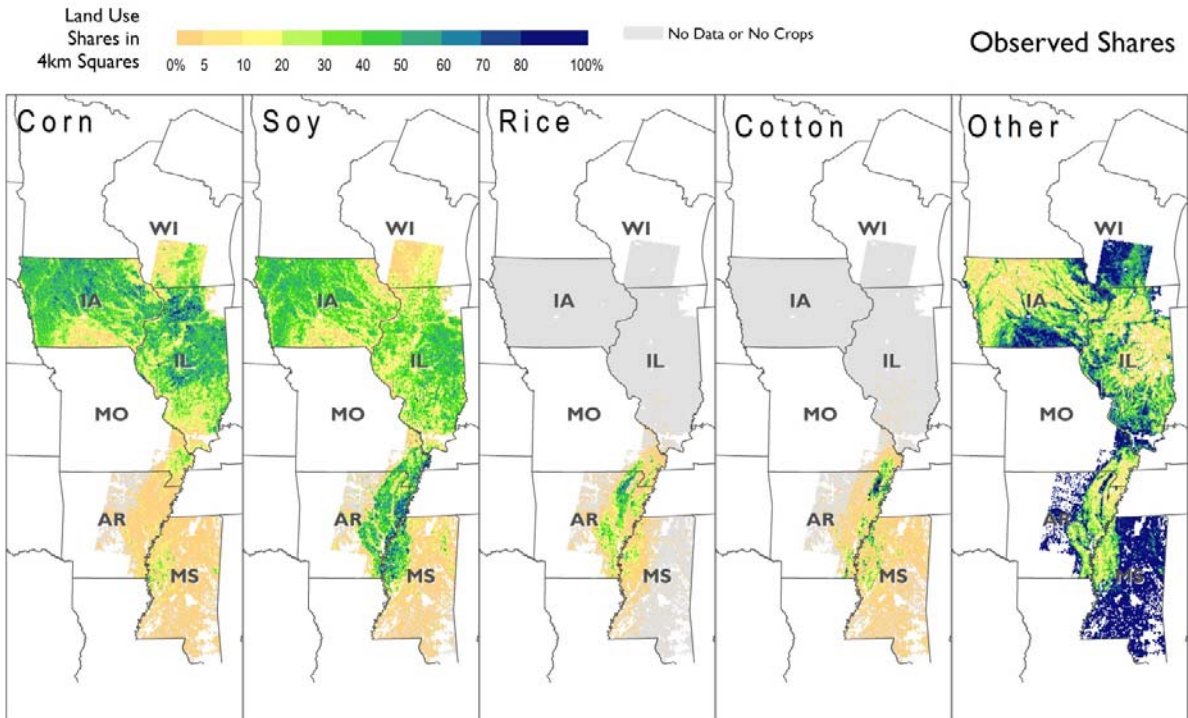 Land Use
Shares in
4km Squares
0% 5 10 20 30 40 50 60 70 80 100%
No Data or No Crops
Observed Shares
Corn
WI
IA
IL
MO
AR
MS
Soy
WI
IA
IL
MO
AR
MS
Rice
WI
IA
IL
MO
AR
MS
Cotton
WI
IA
IL
MO
AR
MS
Other
WI
IA
IL
MO
AR
MS